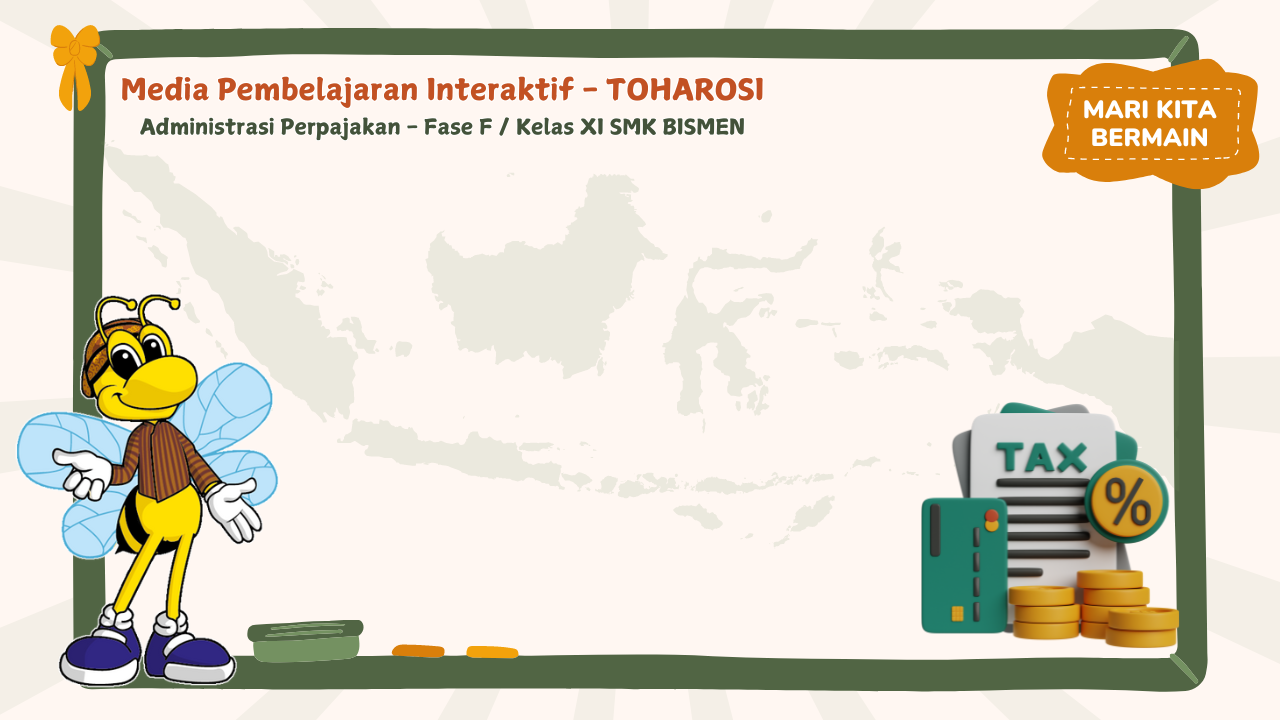 Media Pembelajaran Interaktif - TOHAROSI
Administrasi Perpajakan - Fase F / Kelas XI SMK BISMEN
MARI KITA
BERMAIN
TAX
%